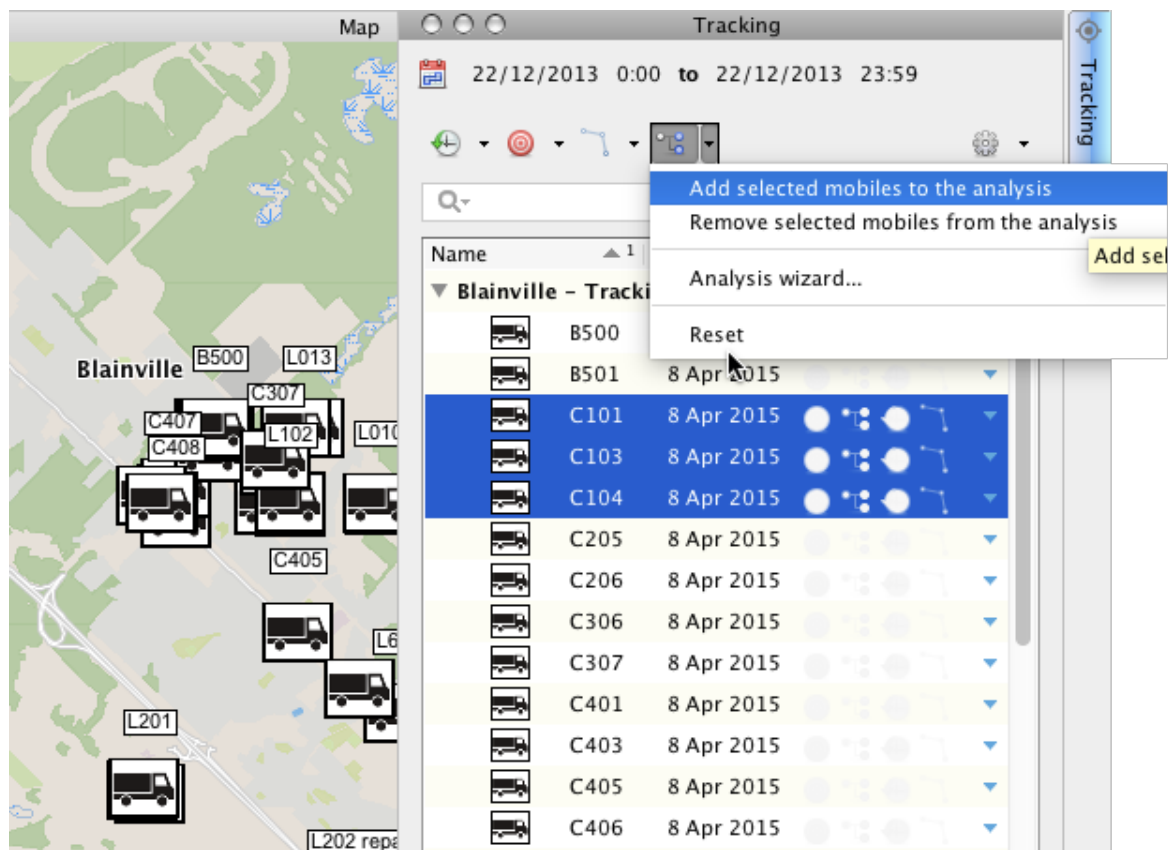 Map
Blainville
B500
L013
C307
C407
L102
L010
C408
C405
L201
L202 repa
Tracking
22/12/2013 0:00 to 22/12/2013 23:59
Add selected mobiles to the analysis
Remove selected mobiles from the analysis
Add sel
Analysis wizard...
Reset
Name 1
Blainville – Tracki
B500
B501 8 Apr 2015
C101 8 Apr 2015
C103 8 Apr 2015
C104 8 Apr 2015
C205 8 Apr 2015
C206 8 Apr 2015
C306 8 Apr 2015
C307 8 Apr 2015
C401 8 Apr 2015
C403 8 Apr 2015
C405 8 Apr 2015
C406 8 Apr 2015
Tracking